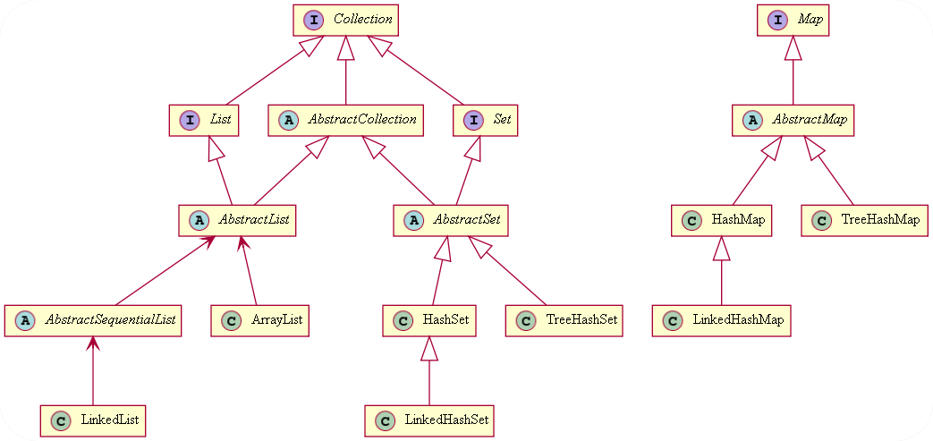 I Collection
I Map
I List
A AbstractCollection
I Set
A AbstractMap
A AbstractList
A AbstractSet
C HashMap
C TreeHashMap
A AbstractSequentialList
C ArrayList
C HashSet
C TreeHashSet
C LinkedHashMap
C LinkedList
C LinkedHashSet